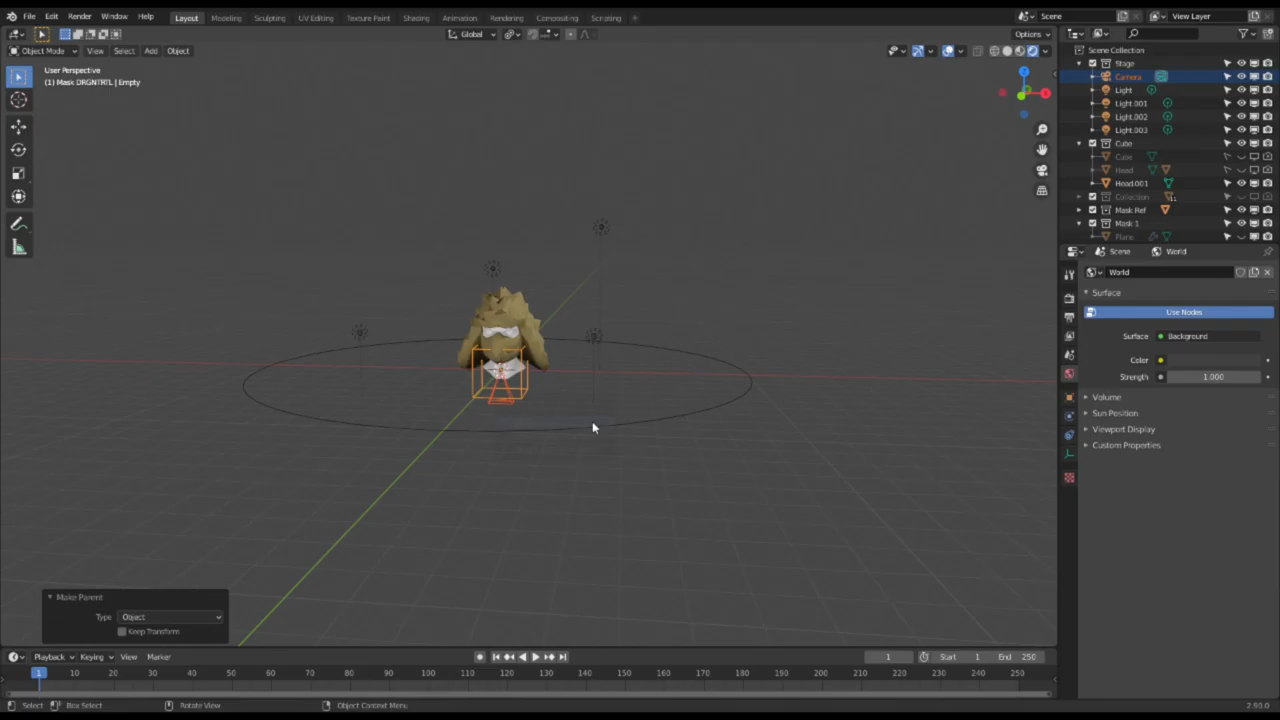 File Edit Render Window Help Layout Modeling Sculpting UV Editing Texture Paint Shading Animation Rendering Compositing Scripting + Scene View Layer
Global Options
Object Mode View Select Add Object
User Perspective
(1) Mask DRGNTRTL | Empty
Scene Collection
Stage
Camera
Light
Light.001
Light.002
Light.003
Cube
Cube
Head
Head.001
Collection
Mask Ref
Mask 1
Plane
Scene > World
World
Surface
Use Nodes
Surface Background
Color
Strength 1.000
Volume
Sun Position
Viewport Display
Custom Properties
Make Parent
Type Object
Keep Transform
Playback Keying View Marker 1 Start 1 End 250
1 10 20 30 40 50 60 70 80 90 100 110 120 130 140 150 160 170 180 190 200 210 220 230 240 250
Select Box Select Rotate View Object Context Menu 2.90.0